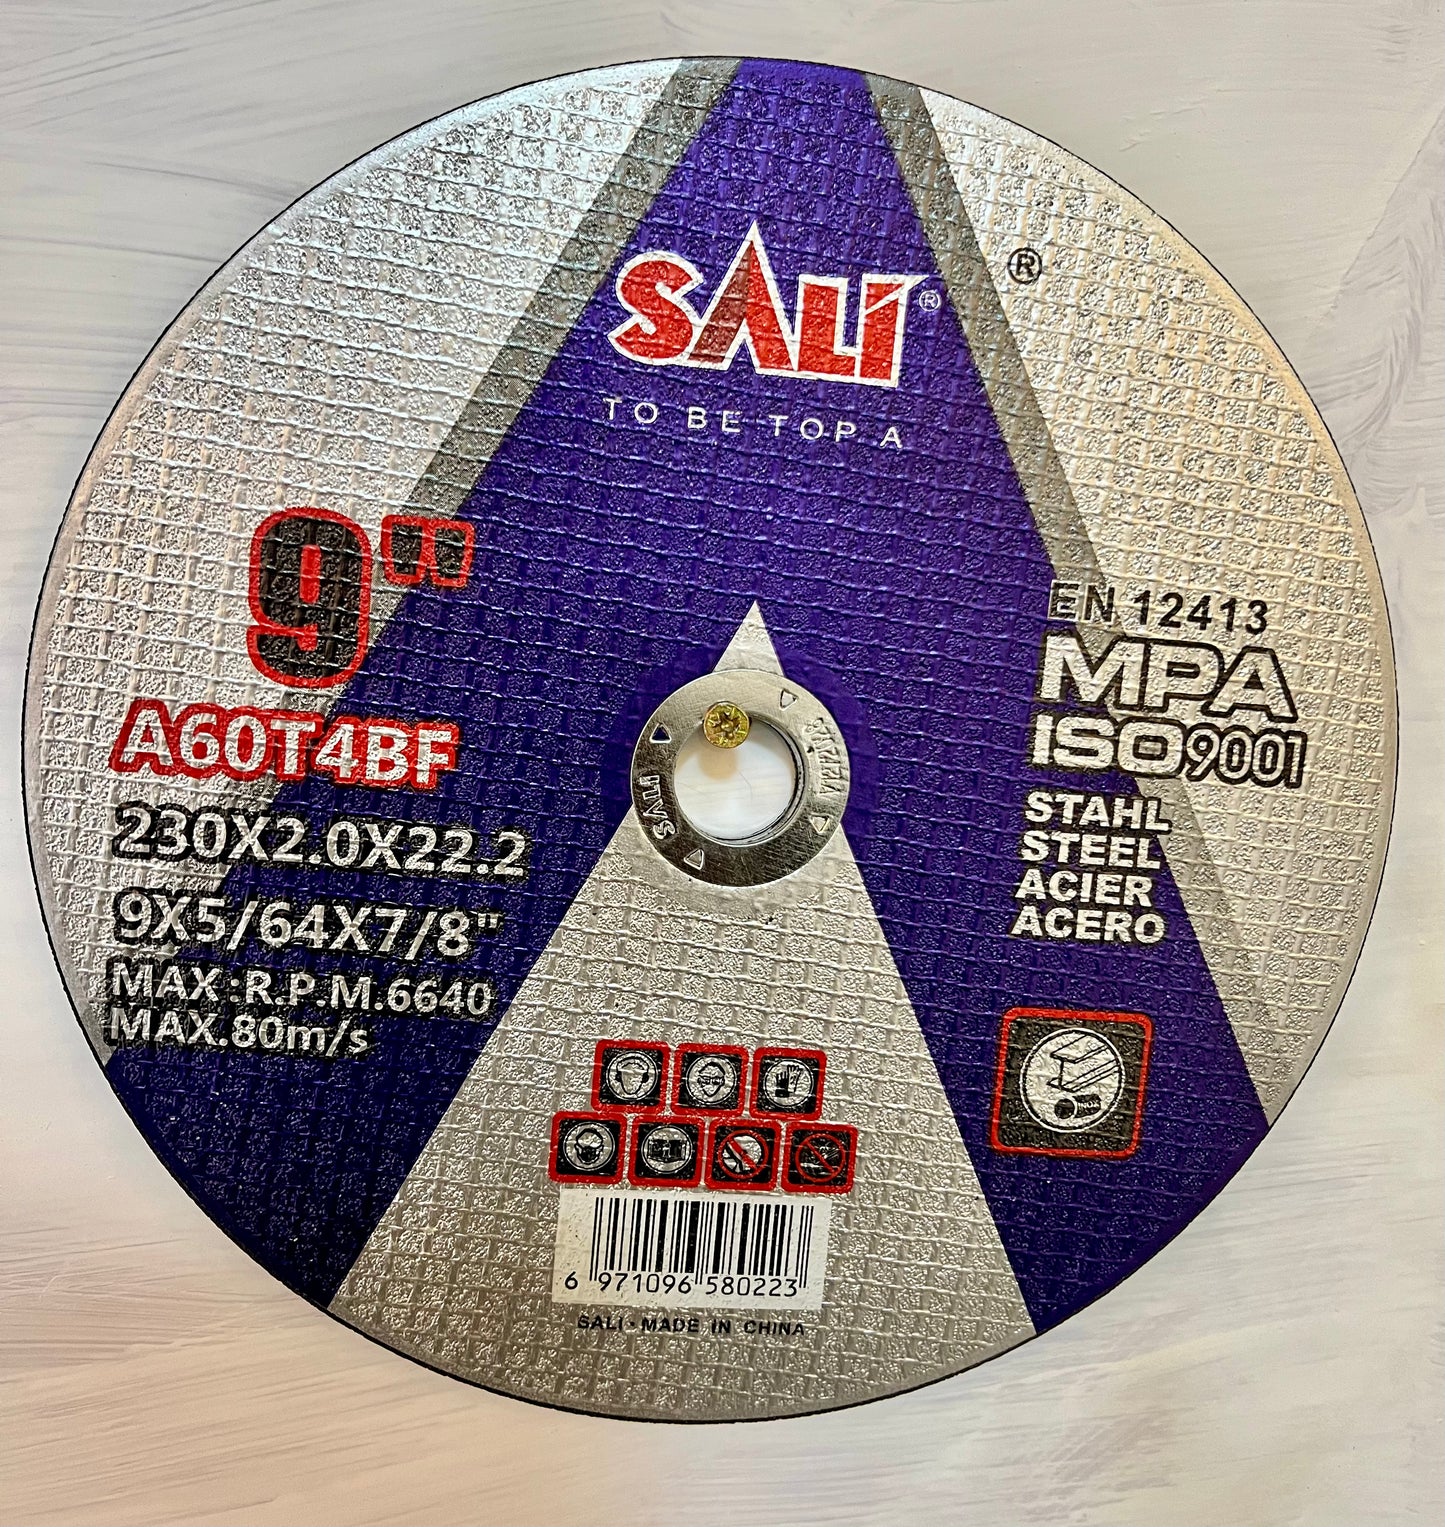 SALI®
®
TO BE TOP A
9"
A60T4BF
230X2.0X22.2
9X5/64X7/8"
MAX:R.P.M.6640
MAX.80m/s
EN 12413
MPA
ISO9001
STAHL
STEEL
ACIER
ACERO
SALI
6 971096 580223
SALI·MADE IN CHINA